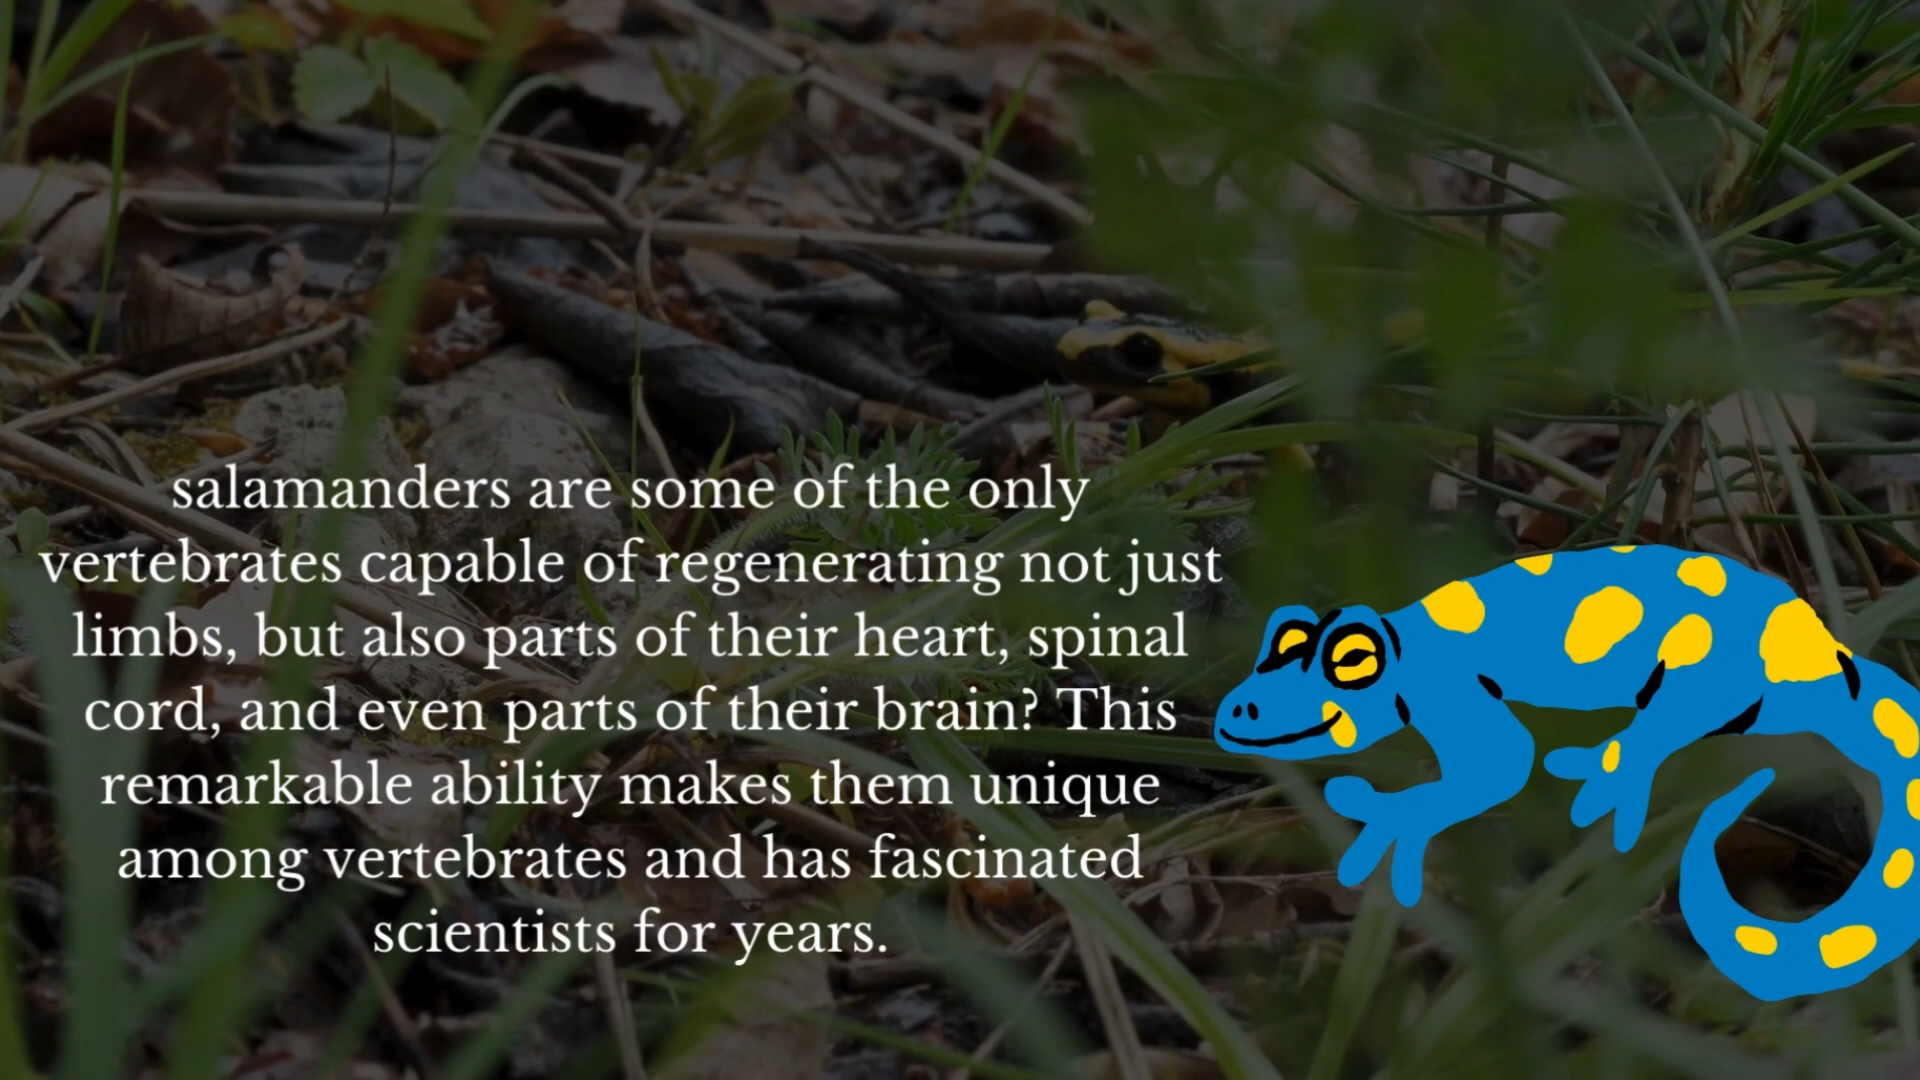 salamanders are some of the only
vertebrates capable of regenerating not just
limbs, but also parts of their heart, spinal
cord, and even parts of their brain? This
remarkable ability makes them unique
among vertebrates and has fascinated
scientists for years.